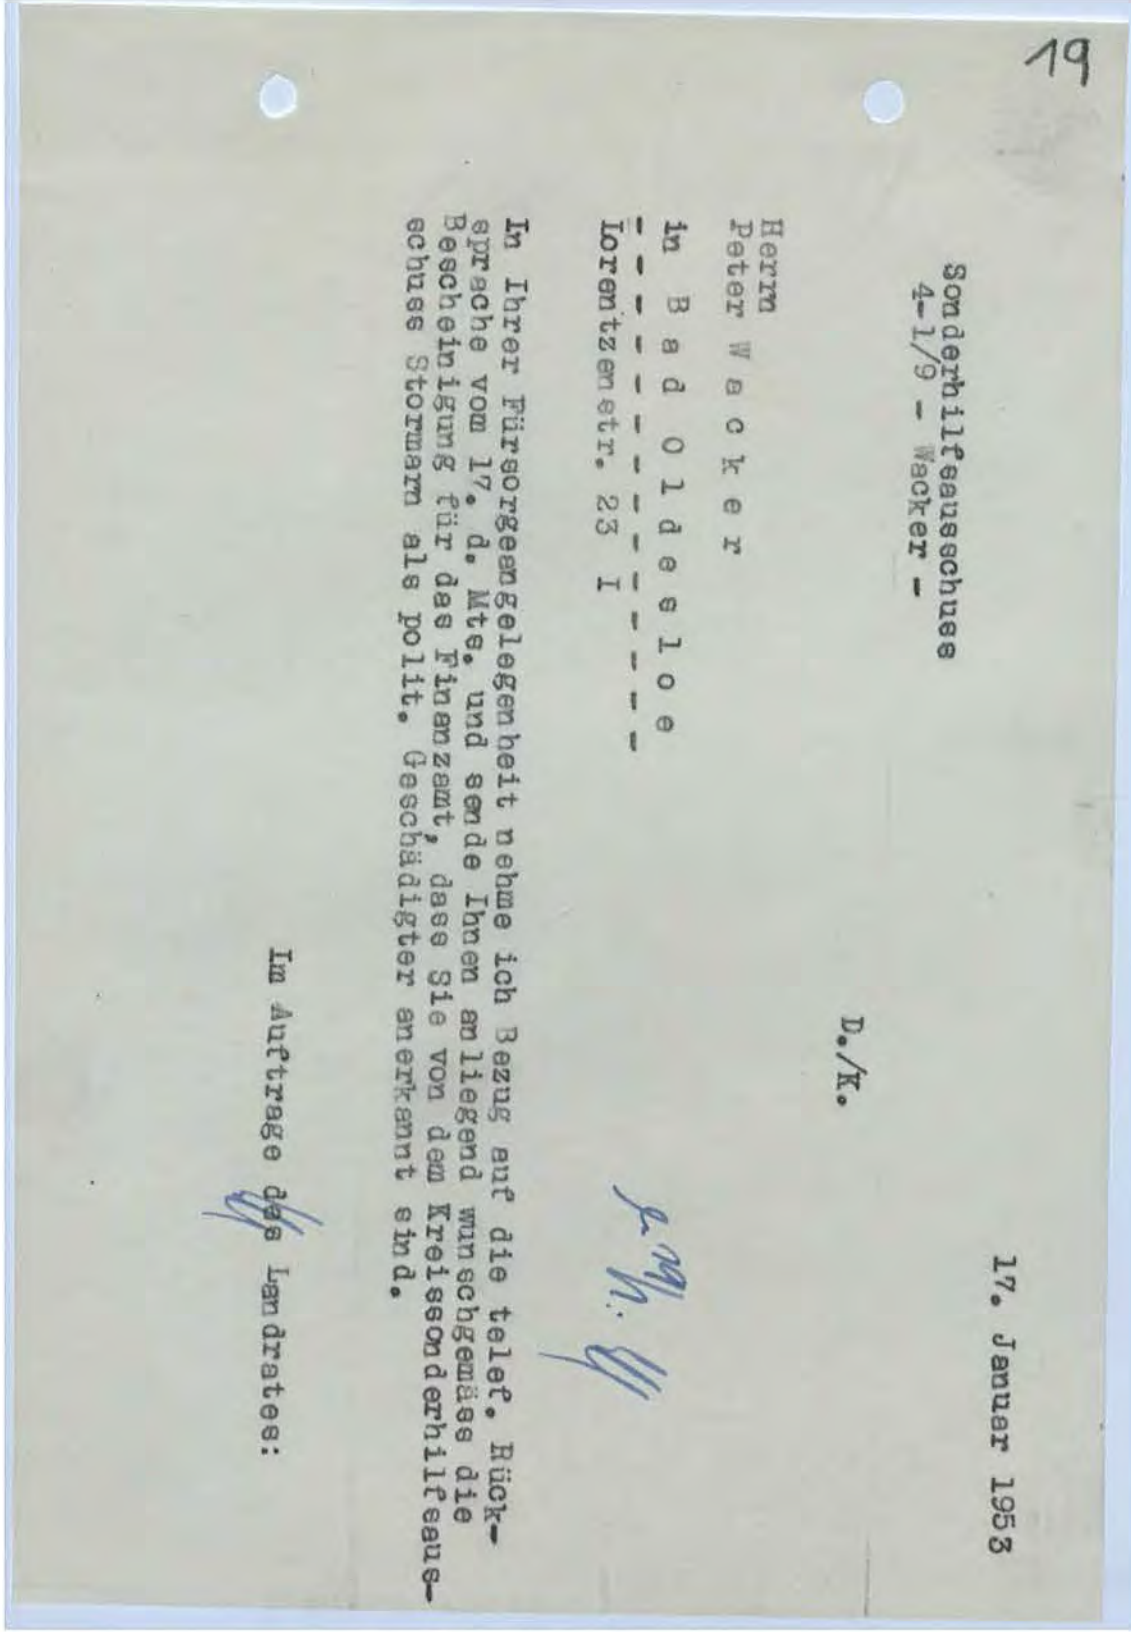 19
17. Januar 1953
Sonderhilfsausschuss
4-1/9 - Wacker -
D./K.
Herrn
Peter W a c k e r
in B a d O l d e s l o e
- - - - - - - - - - - -
Lorentzenstr. 23 I
In Ihrer Fürsorgeangelegenheit nehme ich Bezug auf die telef. Rück-
sprache vom 17. d. Mts. und sende Ihnen anliegend wunschgemäss die
Bescheinigung für das Finanzamt, dass Sie von dem Kreissonderhilfsaus-
schuss Stormarn als polit. Geschädigter anerkannt sind.
Im Auftrage des Landrates: